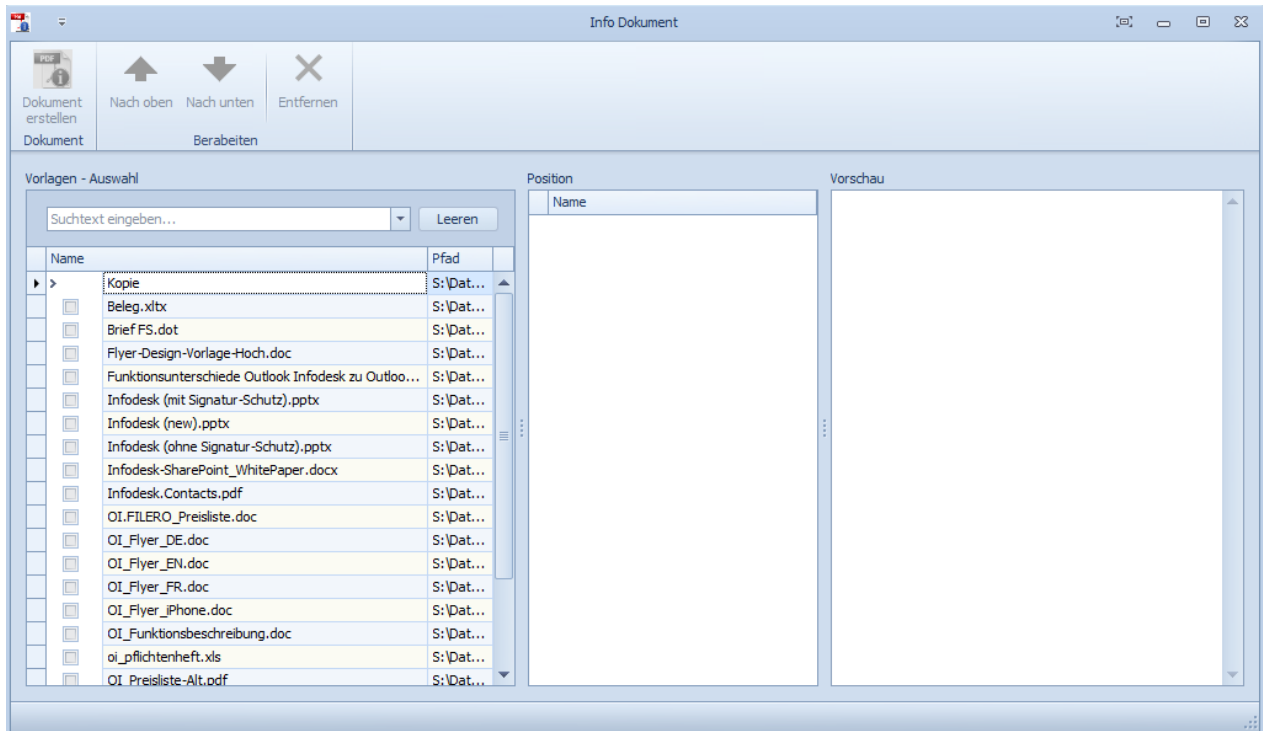 Info Dokument
PDF
Dokument erstellen
Nach oben
Nach unten
Entfernen
Dokument
Berabeiten
Vorlagen - Auswahl
Suchtext eingeben...
Leeren
Name Pfad
Kopie S:\Dat...
Beleg.xltx S:\Dat...
Brief FS.dot S:\Dat...
Flyer-Design-Vorlage-Hoch.doc S:\Dat...
Funktionsunterschiede Outlook Infodesk zu Outloo... S:\Dat...
Infodesk (mit Signatur-Schutz).pptx S:\Dat...
Infodesk (new).pptx S:\Dat...
Infodesk (ohne Signatur-Schutz).pptx S:\Dat...
Infodesk-SharePoint_WhitePaper.docx S:\Dat...
Infodesk.Contacts.pdf S:\Dat...
OI.FILERO_Preisliste.doc S:\Dat...
OI_Flyer_DE.doc S:\Dat...
OI_Flyer_EN.doc S:\Dat...
OI_Flyer_FR.doc S:\Dat...
OI_Flyer_iPhone.doc S:\Dat...
OI_Funktionsbeschreibung.doc S:\Dat...
oi_pflichtenheft.xls S:\Dat...
OI_Preisliste-Alt.pdf S:\Dat...
Position
Name
Vorschau